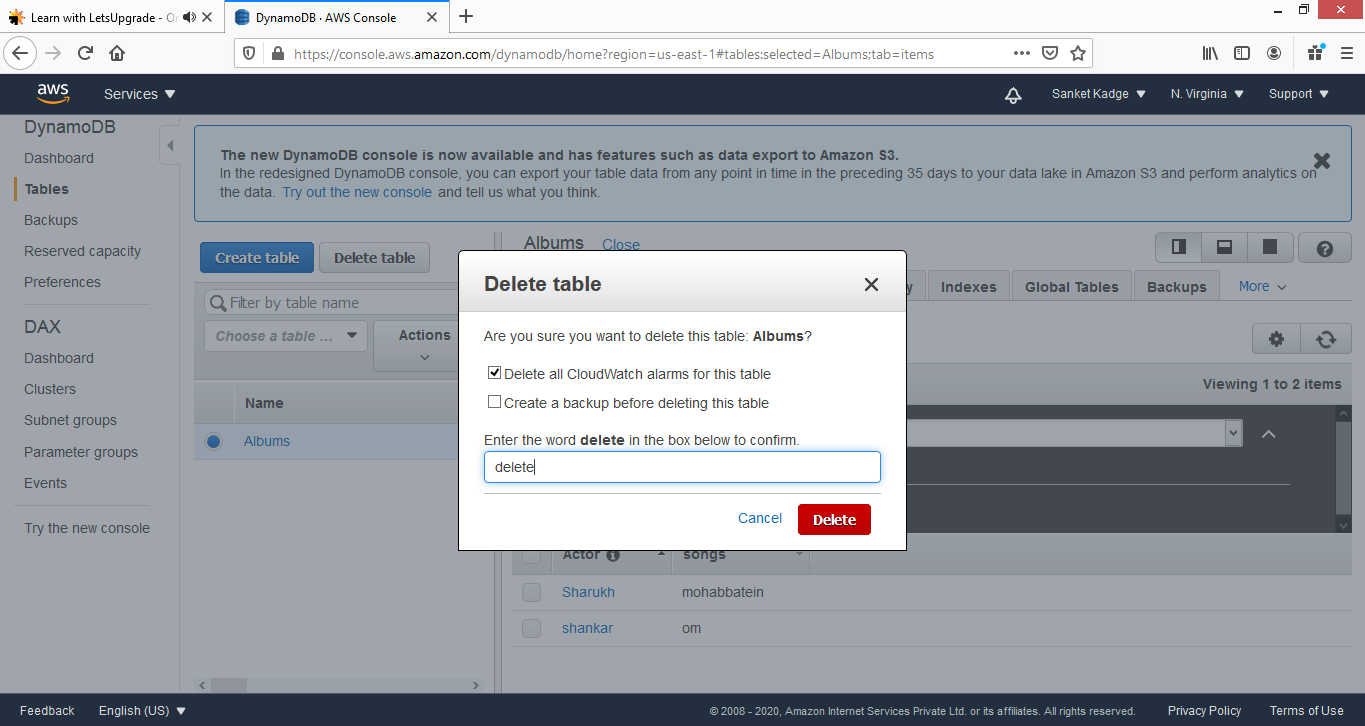 Learn with LetsUpgrade - Or
DynamoDB · AWS Console
https://console.aws.amazon.com/dynamodb/home?region=us-east-1#tables:selected=Albums;tab=items
aws
Services
Sanket Kadge
N. Virginia
Support
DynamoDB
Dashboard
Tables
Backups
Reserved capacity
Preferences
DAX
Dashboard
Clusters
Subnet groups
Parameter groups
Events
Try the new console
The new DynamoDB console is now available and has features such as data export to Amazon S3.
In the redesigned DynamoDB console, you can export your table data from any point in time in the preceding 35 days to your data lake in Amazon S3 and perform analytics on
the data. Try out the new console and tell us what you think.
Create table
Delete table
Filter by table name
Choose a table ...
Actions
Name
Albums
Albums Close
Indexes
Global Tables
Backups
More
Viewing 1 to 2 items
Delete table
Are you sure you want to delete this table: Albums?
Delete all CloudWatch alarms for this table
Create a backup before deleting this table
Enter the word delete in the box below to confirm.
delete
Cancel
Delete
Actor songs
Sharukh mohabbatein
shankar om
Feedback
English (US)
© 2008 - 2020, Amazon Internet Services Private Ltd. or its affiliates. All rights reserved.
Privacy Policy
Terms of Use